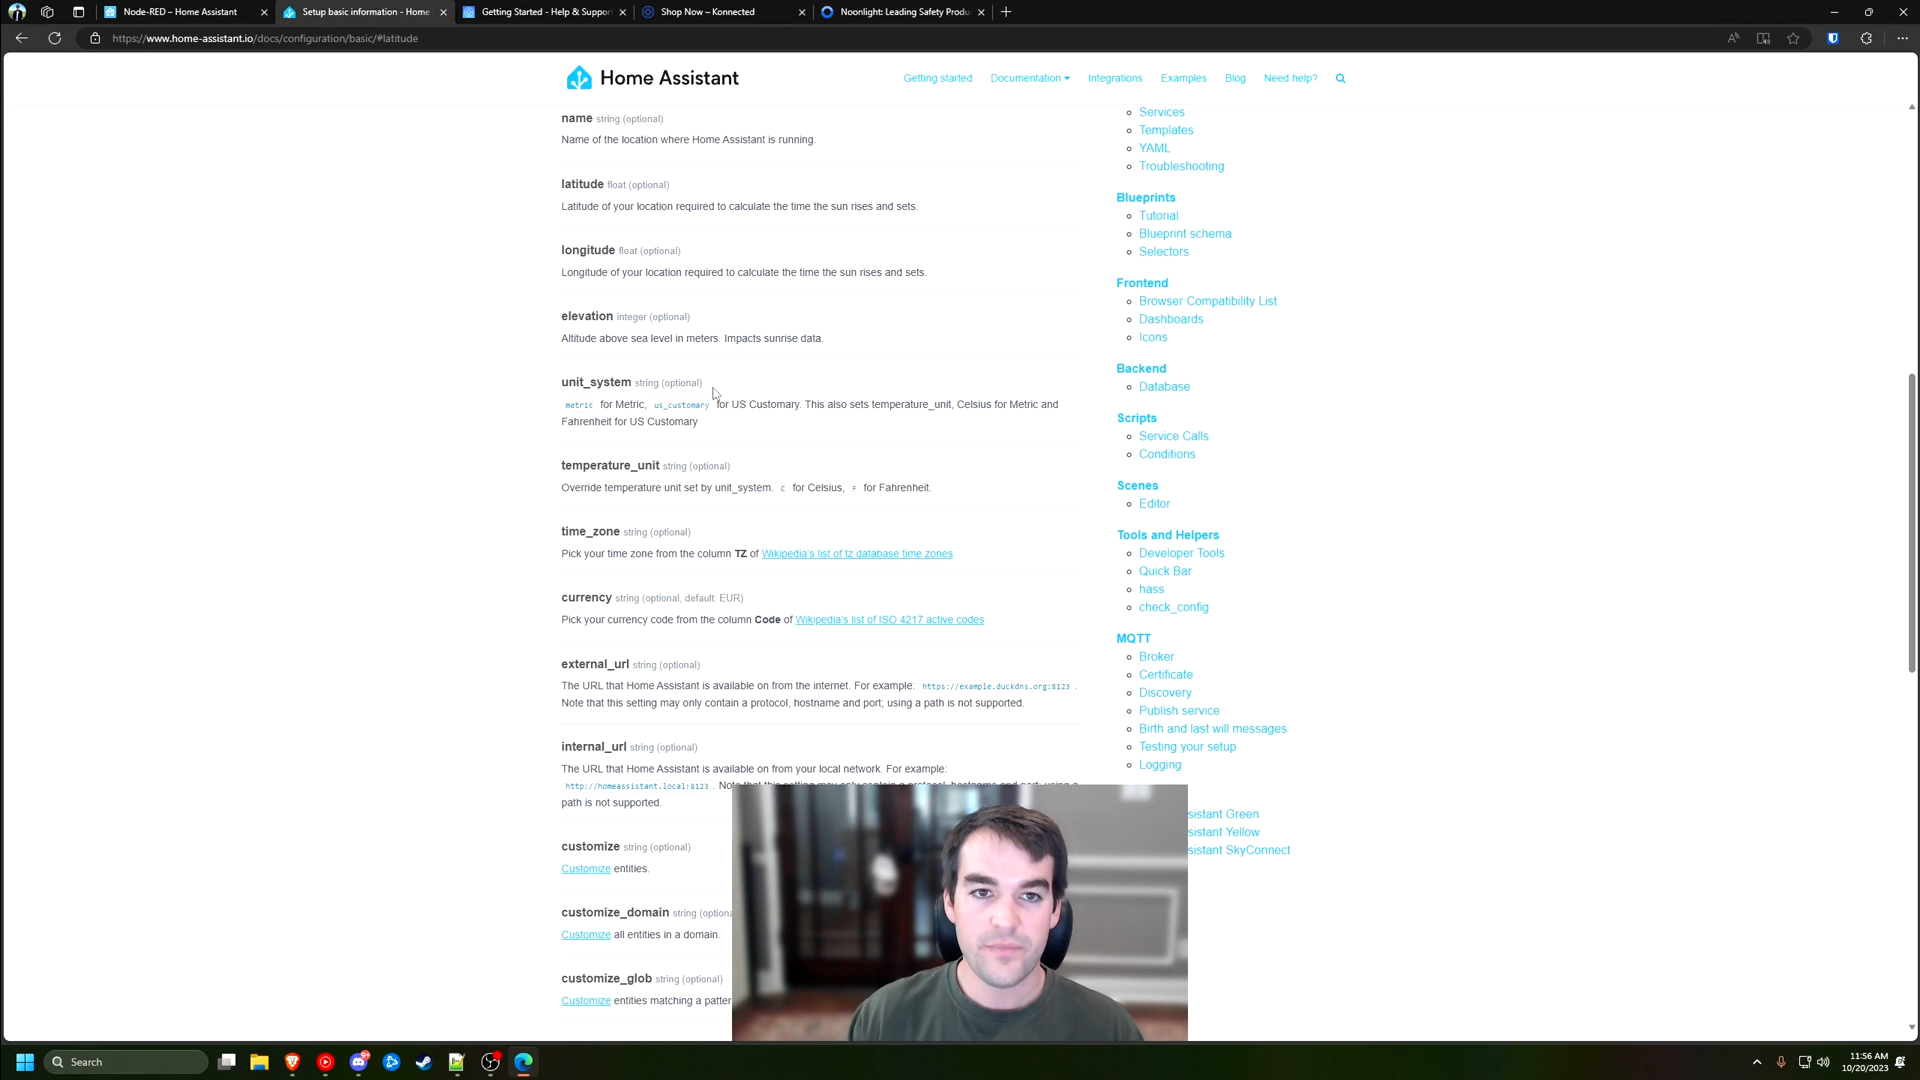 Node-RED – Home Assistant
Setup basic information - Home
Getting Started - Help & Suppor
Shop Now – Konnected
Noonlight: Leading Safety Produ
https://www.home-assistant.io/docs/configuration/basic/#latitude
Home Assistant
Getting started
Documentation
Integrations
Examples
Blog
Need help?
name string (optional)
Name of the location where Home Assistant is running.
latitude float (optional)
Latitude of your location required to calculate the time the sun rises and sets.
longitude float (optional)
Longitude of your location required to calculate the time the sun rises and sets.
elevation integer (optional)
Altitude above sea level in meters. Impacts sunrise data.
unit_system string (optional)
metric for Metric, us_customary for US Customary. This also sets temperature_unit, Celsius for Metric and
Fahrenheit for US Customary
temperature_unit string (optional)
Override temperature unit set by unit_system. C for Celsius, F for Fahrenheit.
time_zone string (optional)
Pick your time zone from the column TZ of Wikipedia's list of tz database time zones
currency string (optional, default: EUR)
Pick your currency code from the column Code of Wikipedia's list of ISO 4217 active codes
external_url string (optional)
The URL that Home Assistant is available on from the internet. For example: https://example.duckdns.org:8123 .
Note that this setting may only contain a protocol, hostname and port; using a path is not supported.
internal_url string (optional)
The URL that Home Assistant is available on from your local network. For example:
http://homeassistant.local:8123 . Note that this setting may only contain a protocol, hostname and port; using a
path is not supported.
customize string (optional)
Customize entities.
customize_domain string (optiona
Customize all entities in a domain.
customize_glob string (optional)
Customize entities matching a patter
Services
Templates
YAML
Troubleshooting
Blueprints
Tutorial
Blueprint schema
Selectors
Frontend
Browser Compatibility List
Dashboards
Icons
Backend
Database
Scripts
Service Calls
Conditions
Scenes
Editor
Tools and Helpers
Developer Tools
Quick Bar
hass
check_config
MQTT
Broker
Certificate
Discovery
Publish service
Birth and last will messages
Testing your setup
Logging
sistant Green
sistant Yellow
sistant SkyConnect
Search
11:56 AM
10/20/2023